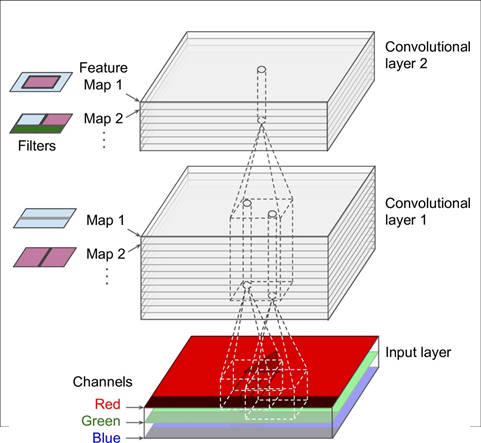 Convolutional
layer 2
Feature
Map 1
Map 2
Filters
Convolutional
layer 1
Map 1
Map 2
Input layer
Channels
Red
Green
Blue